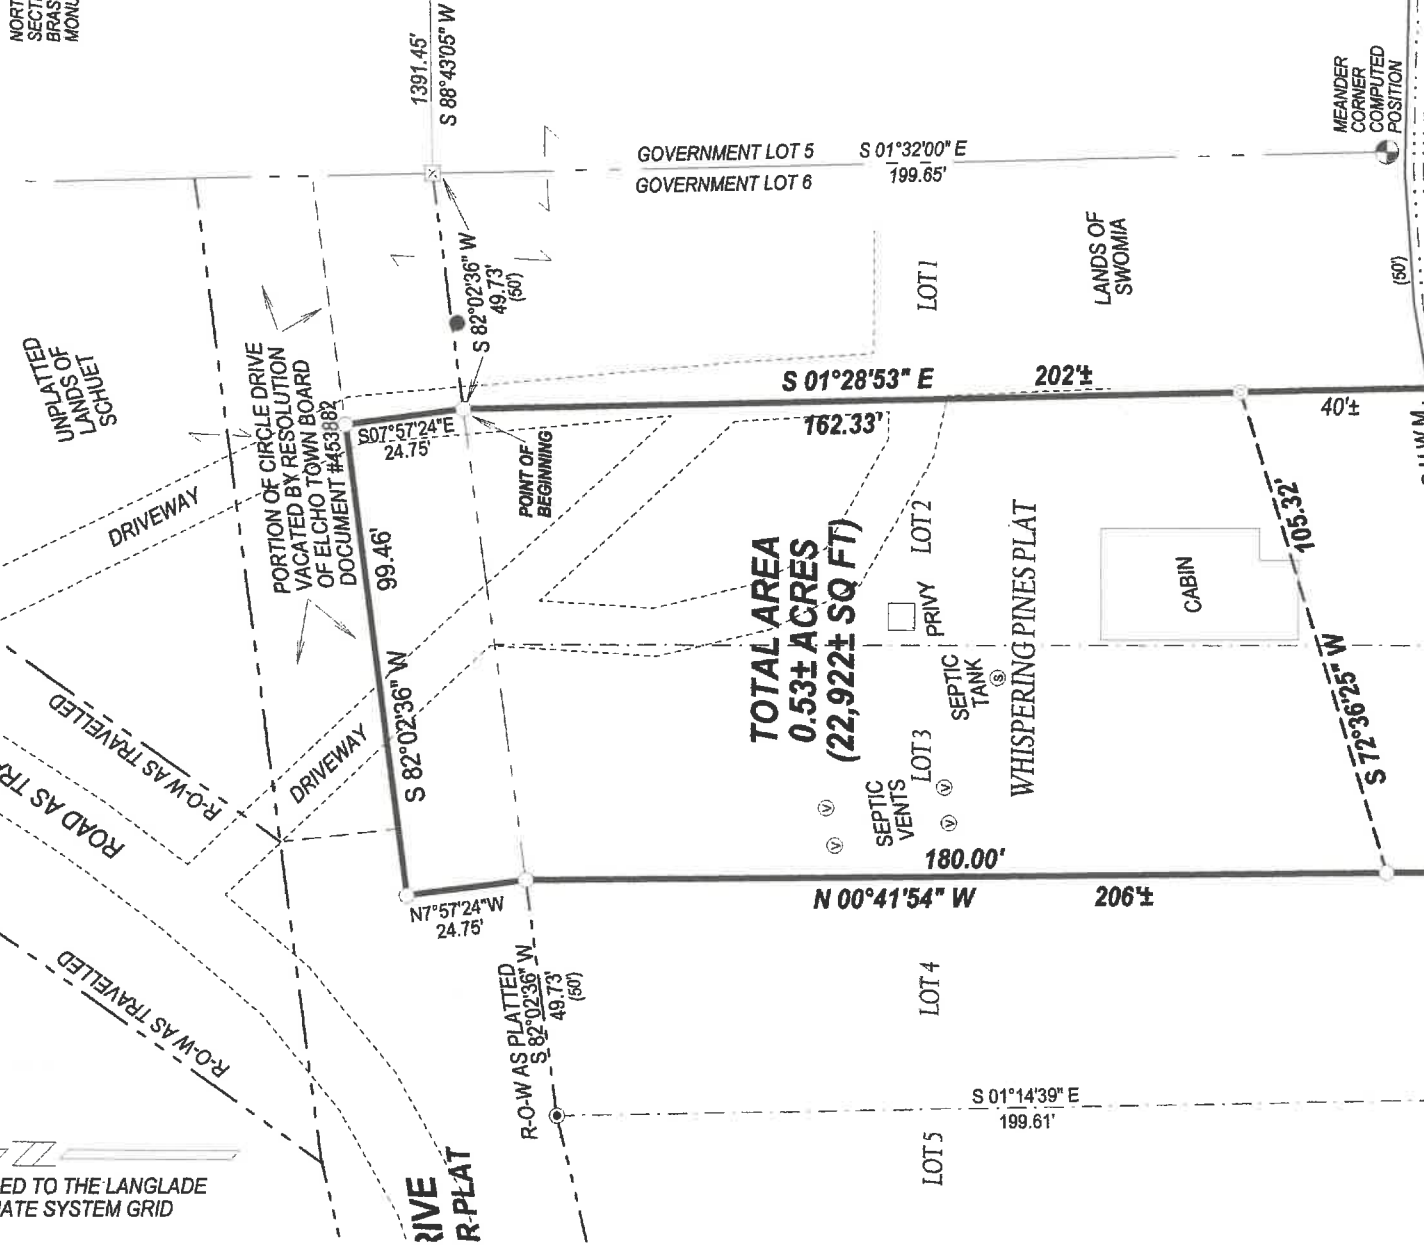 1391.45'
S 88°43'05" W
MEANDER
CORNER
COMPUTED
POSITION
GOVERNMENT LOT 5
GOVERNMENT LOT 6
S 01°32'00" E
199.65'
UNPLATTED
LANDS OF
SCHUET
S 82°02'36" W
49.73'
(50')
LOT 1
LANDS OF
SWOMIA
(50')
PORTION OF CIRCLE DRIVE
VACATED BY RESOLUTION
OF ELCHO TOWN BOARD
DOCUMENT #453882
S 01°28'53" E
202'±
162.33'
40'±
S07°57'24"E
24.75'
POINT OF
BEGINNING
DRIVEWAY
99.46'
S 82°02'36" W
TOTAL AREA
0.53± ACRES
(22,922± SQ FT)
LOT 2
PRIVY
WHISPERING PINES PLAT
CABIN
105.32'
S 72°36'25" W
SEPTIC
TANK
S
LOT 3
SEPTIC
VENTS
V
V
V
V
R-O-W AS TRAVELLED
DRIVEWAY
ROAD AS
180.00'
N 00°41'54" W
206'±
N7°57'24"W
24.75'
R-O-W AS TRAVELLED
R-O-W AS PLATTED
S 82°02'36" W
49.73'
(50')
LOT 4
S 01°14'39" E
199.61'
LOT 5
ED TO THE LANGLADE
ATE SYSTEM GRID
RIVE
R-PLAT